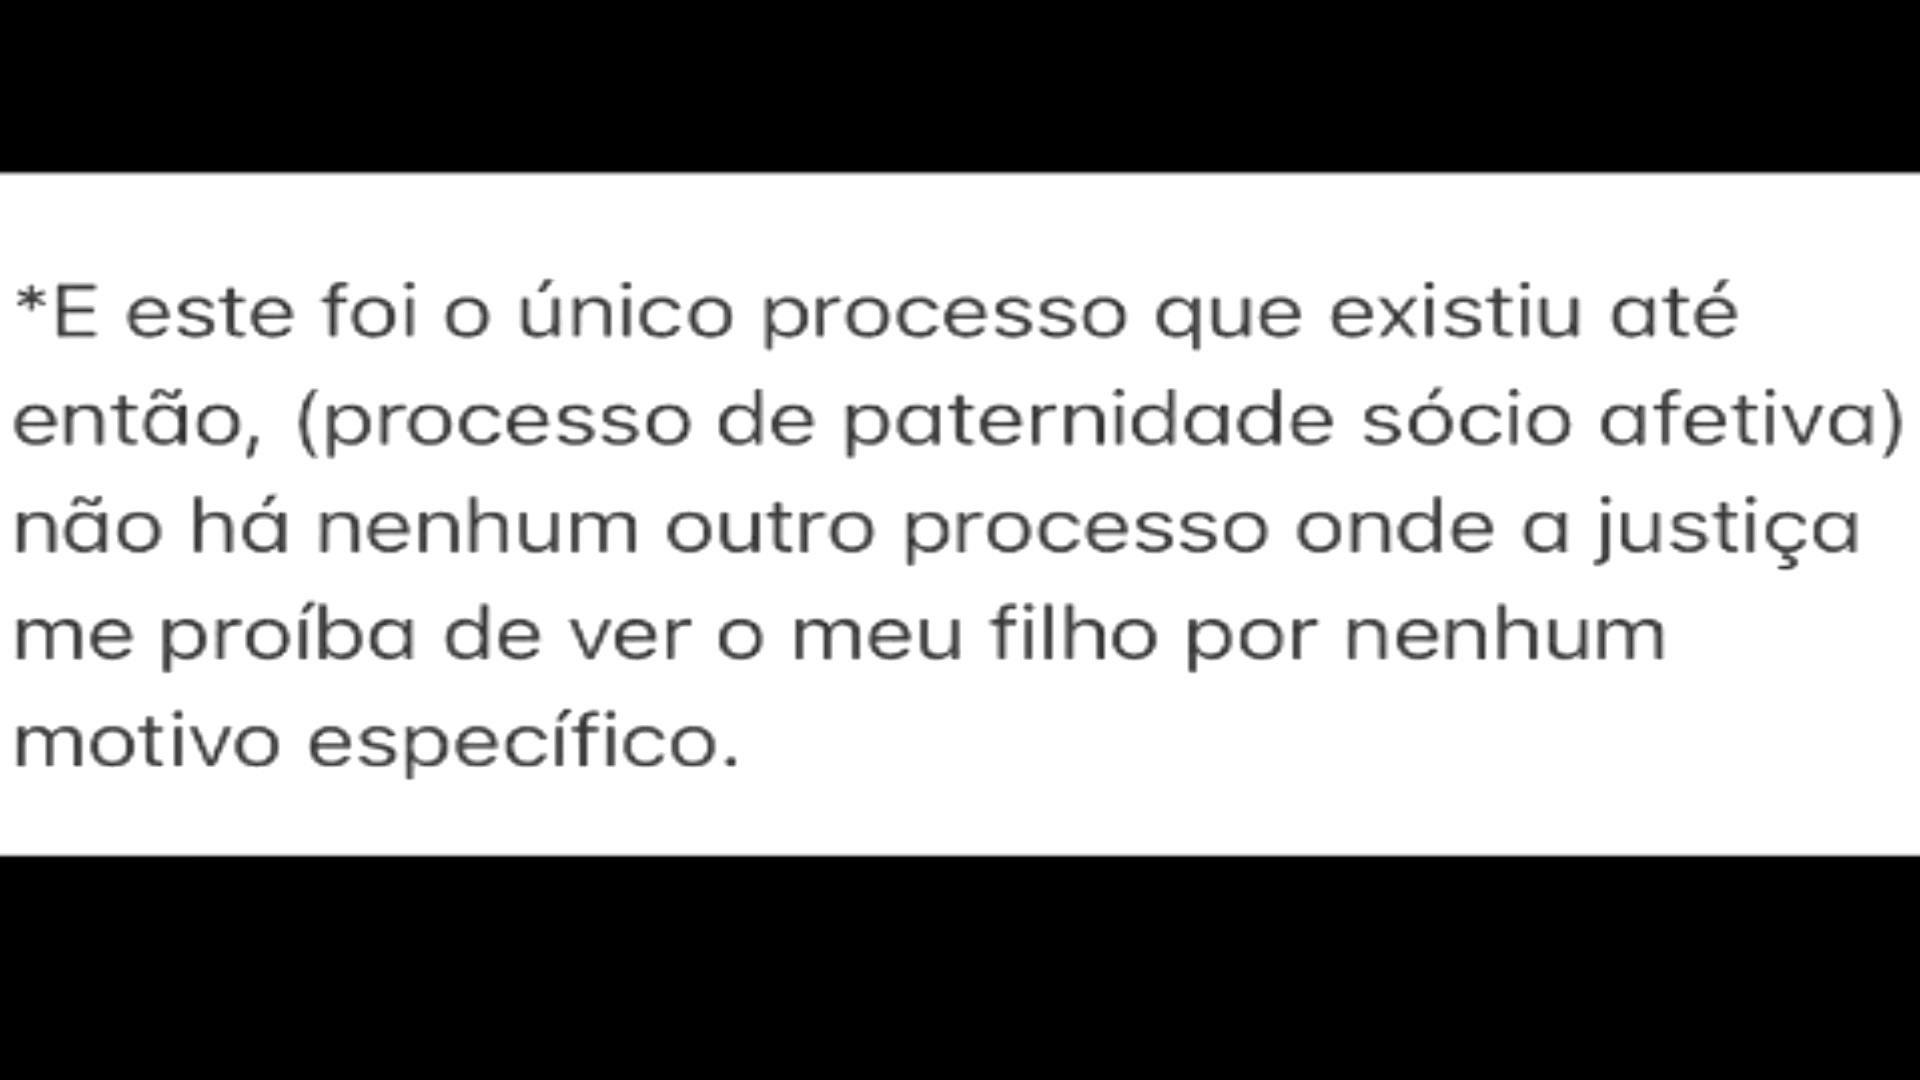 *E este foi o único processo que existiu até
então, (processo de paternidade sócio afetiva)
não há nenhum outro processo onde a justiça
me proíba de ver o meu filho por nenhum
motivo específico.